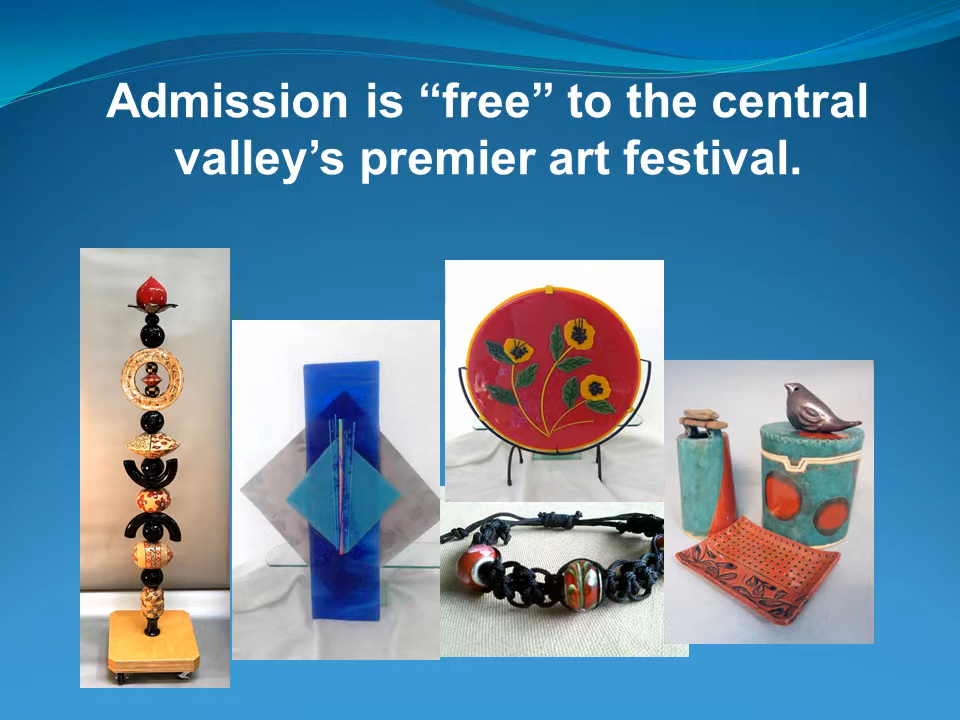 Admission is “free” to the central
valley’s premier art festival.